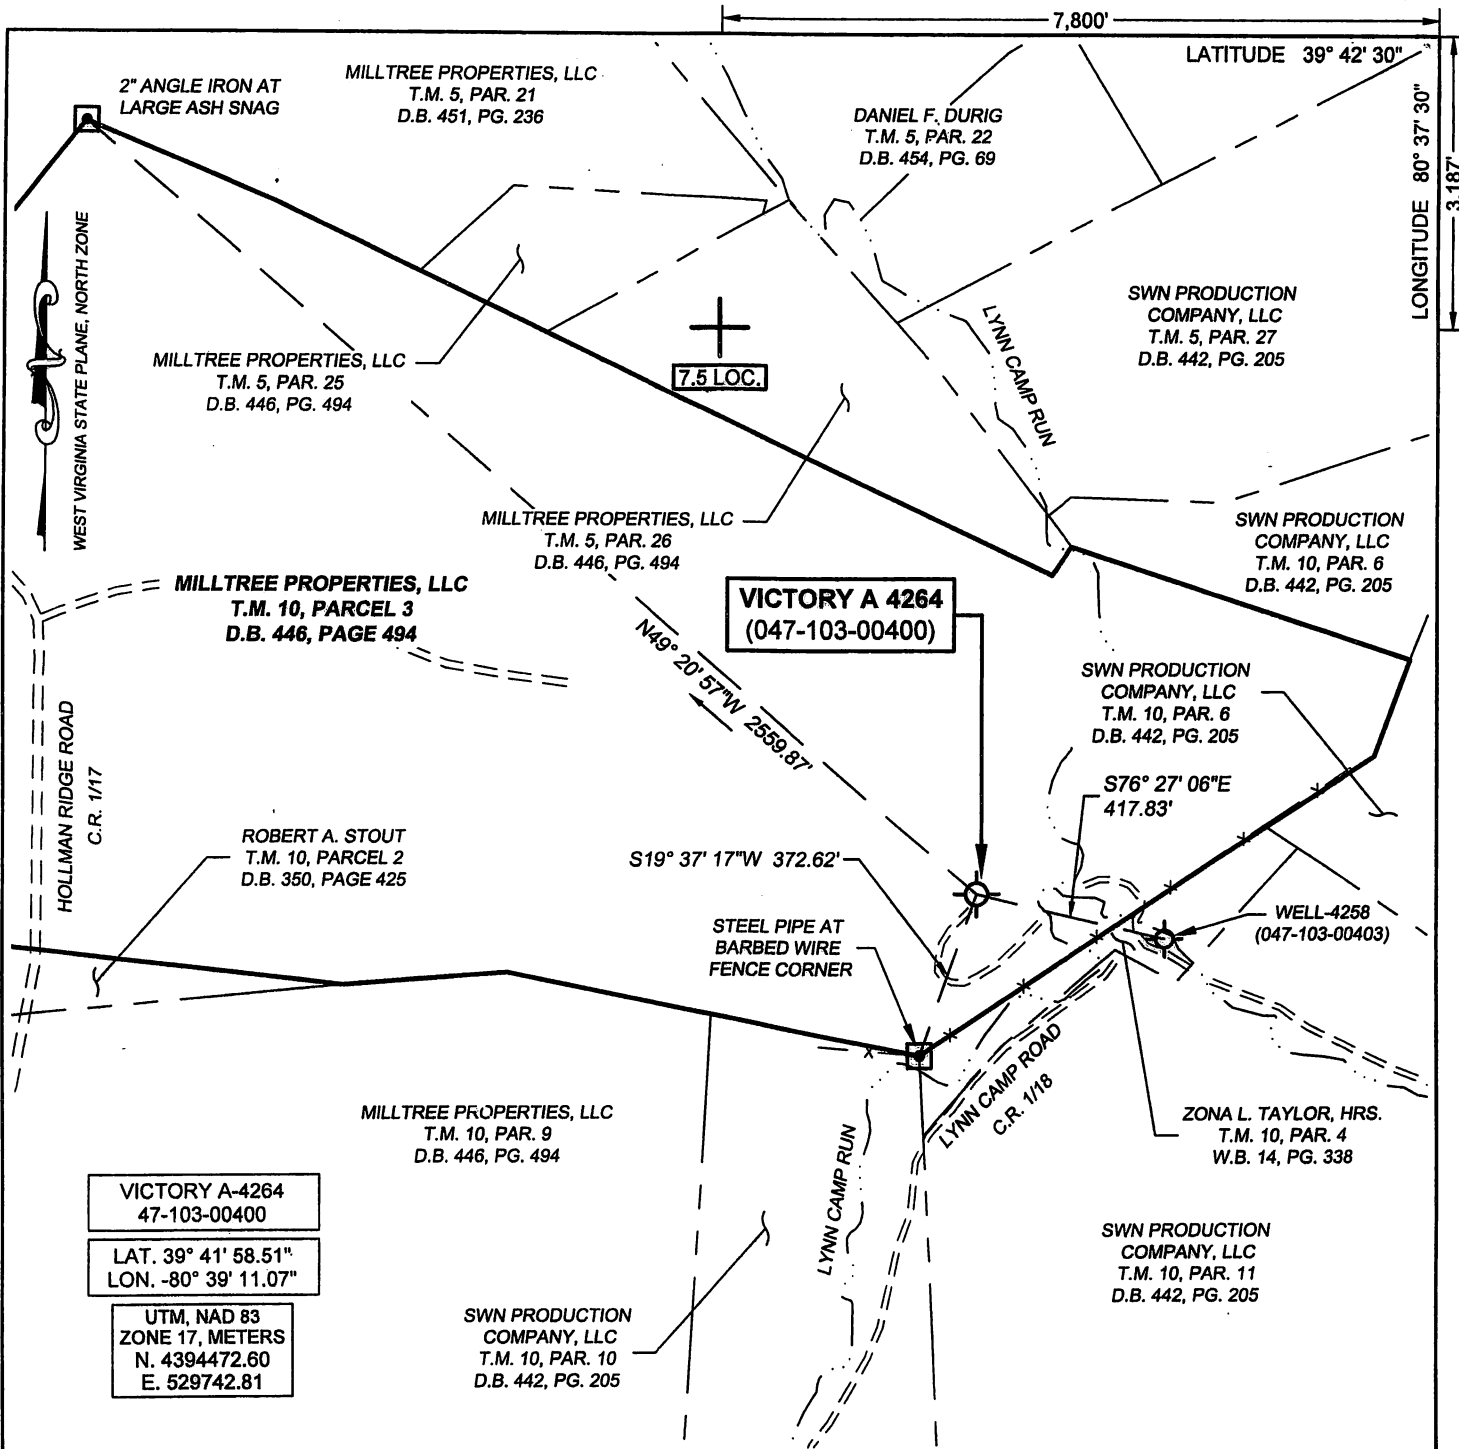 7,800'
LATITUDE 39° 42' 30"
LONGITUDE 80° 37' 30"
3,187'
2" ANGLE IRON AT
LARGE ASH SNAG
MILLTREE PROPERTIES, LLC
T.M. 5, PAR. 21
D.B. 451, PG. 236
DANIEL F. DURIG
T.M. 5, PAR. 22
D.B. 454, PG. 69
WEST VIRGINIA STATE PLANE, NORTH ZONE
SWN PRODUCTION
COMPANY, LLC
T.M. 5, PAR. 27
D.B. 442, PG. 205
LYNN CAMP RUN
MILLTREE PROPERTIES, LLC
T.M. 5, PAR. 25
D.B. 446, PG. 494
7.5 LOC.
MILLTREE PROPERTIES, LLC
T.M. 5, PAR. 26
D.B. 446, PG. 494
SWN PRODUCTION
COMPANY, LLC
T.M. 10, PAR. 6
D.B. 442, PG. 205
MILLTREE PROPERTIES, LLC
T.M. 10, PARCEL 3
D.B. 446, PAGE 494
VICTORY A 4264
(047-103-00400)
N49° 20' 57"W 2559.87'
SWN PRODUCTION
COMPANY, LLC
T.M. 10, PAR. 6
D.B. 442, PG. 205
HOLLMAN RIDGE ROAD
C.R. 1/17
S76° 27' 06"E
417.83'
ROBERT A. STOUT
T.M. 10, PARCEL 2
D.B. 350, PAGE 425
S19° 37' 17"W 372.62'
STEEL PIPE AT
BARBED WIRE
FENCE CORNER
WELL-4258
(047-103-00403)
LYNN CAMP ROAD
C.R. 1/18
MILLTREE PROPERTIES, LLC
T.M. 10, PAR. 9
D.B. 446, PG. 494
ZONA L. TAYLOR, HRS.
T.M. 10, PAR. 4
W.B. 14, PG. 338
LYNN CAMP RUN
VICTORY A-4264
47-103-00400
LAT. 39° 41' 58.51"
LON. -80° 39' 11.07"
UTM, NAD 83
ZONE 17, METERS
N. 4394472.60
E. 529742.81
SWN PRODUCTION
COMPANY, LLC
T.M. 10, PAR. 11
D.B. 442, PG. 205
SWN PRODUCTION
COMPANY, LLC
T.M. 10, PAR. 10
D.B. 442, PG. 205